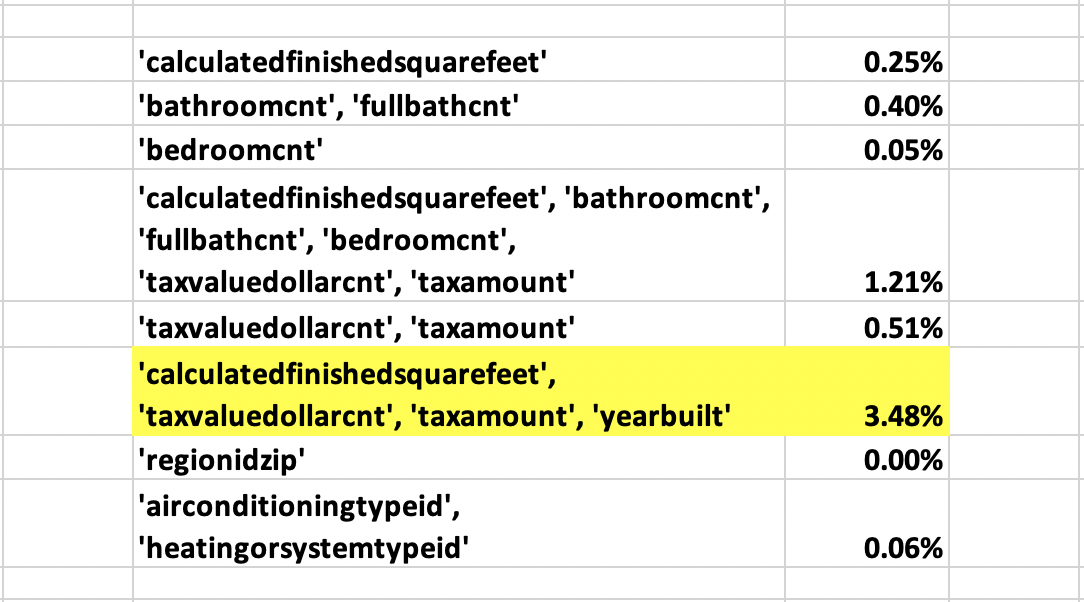 'calculatedfinishedsquarefeet' 0.25%
'bathroomcnt', 'fullbathcnt' 0.40%
'bedroomcnt' 0.05%
'calculatedfinishedsquarefeet', 'bathroomcnt',
'fullbathcnt', 'bedroomcnt',
'taxvaluedollarcnt', 'taxamount' 1.21%
'taxvaluedollarcnt', 'taxamount' 0.51%
'calculatedfinishedsquarefeet',
'taxvaluedollarcnt', 'taxamount', 'yearbuilt' 3.48%
'regionidzip' 0.00%
'airconditioningtypeid',
'heatingorsystemtypeid' 0.06%